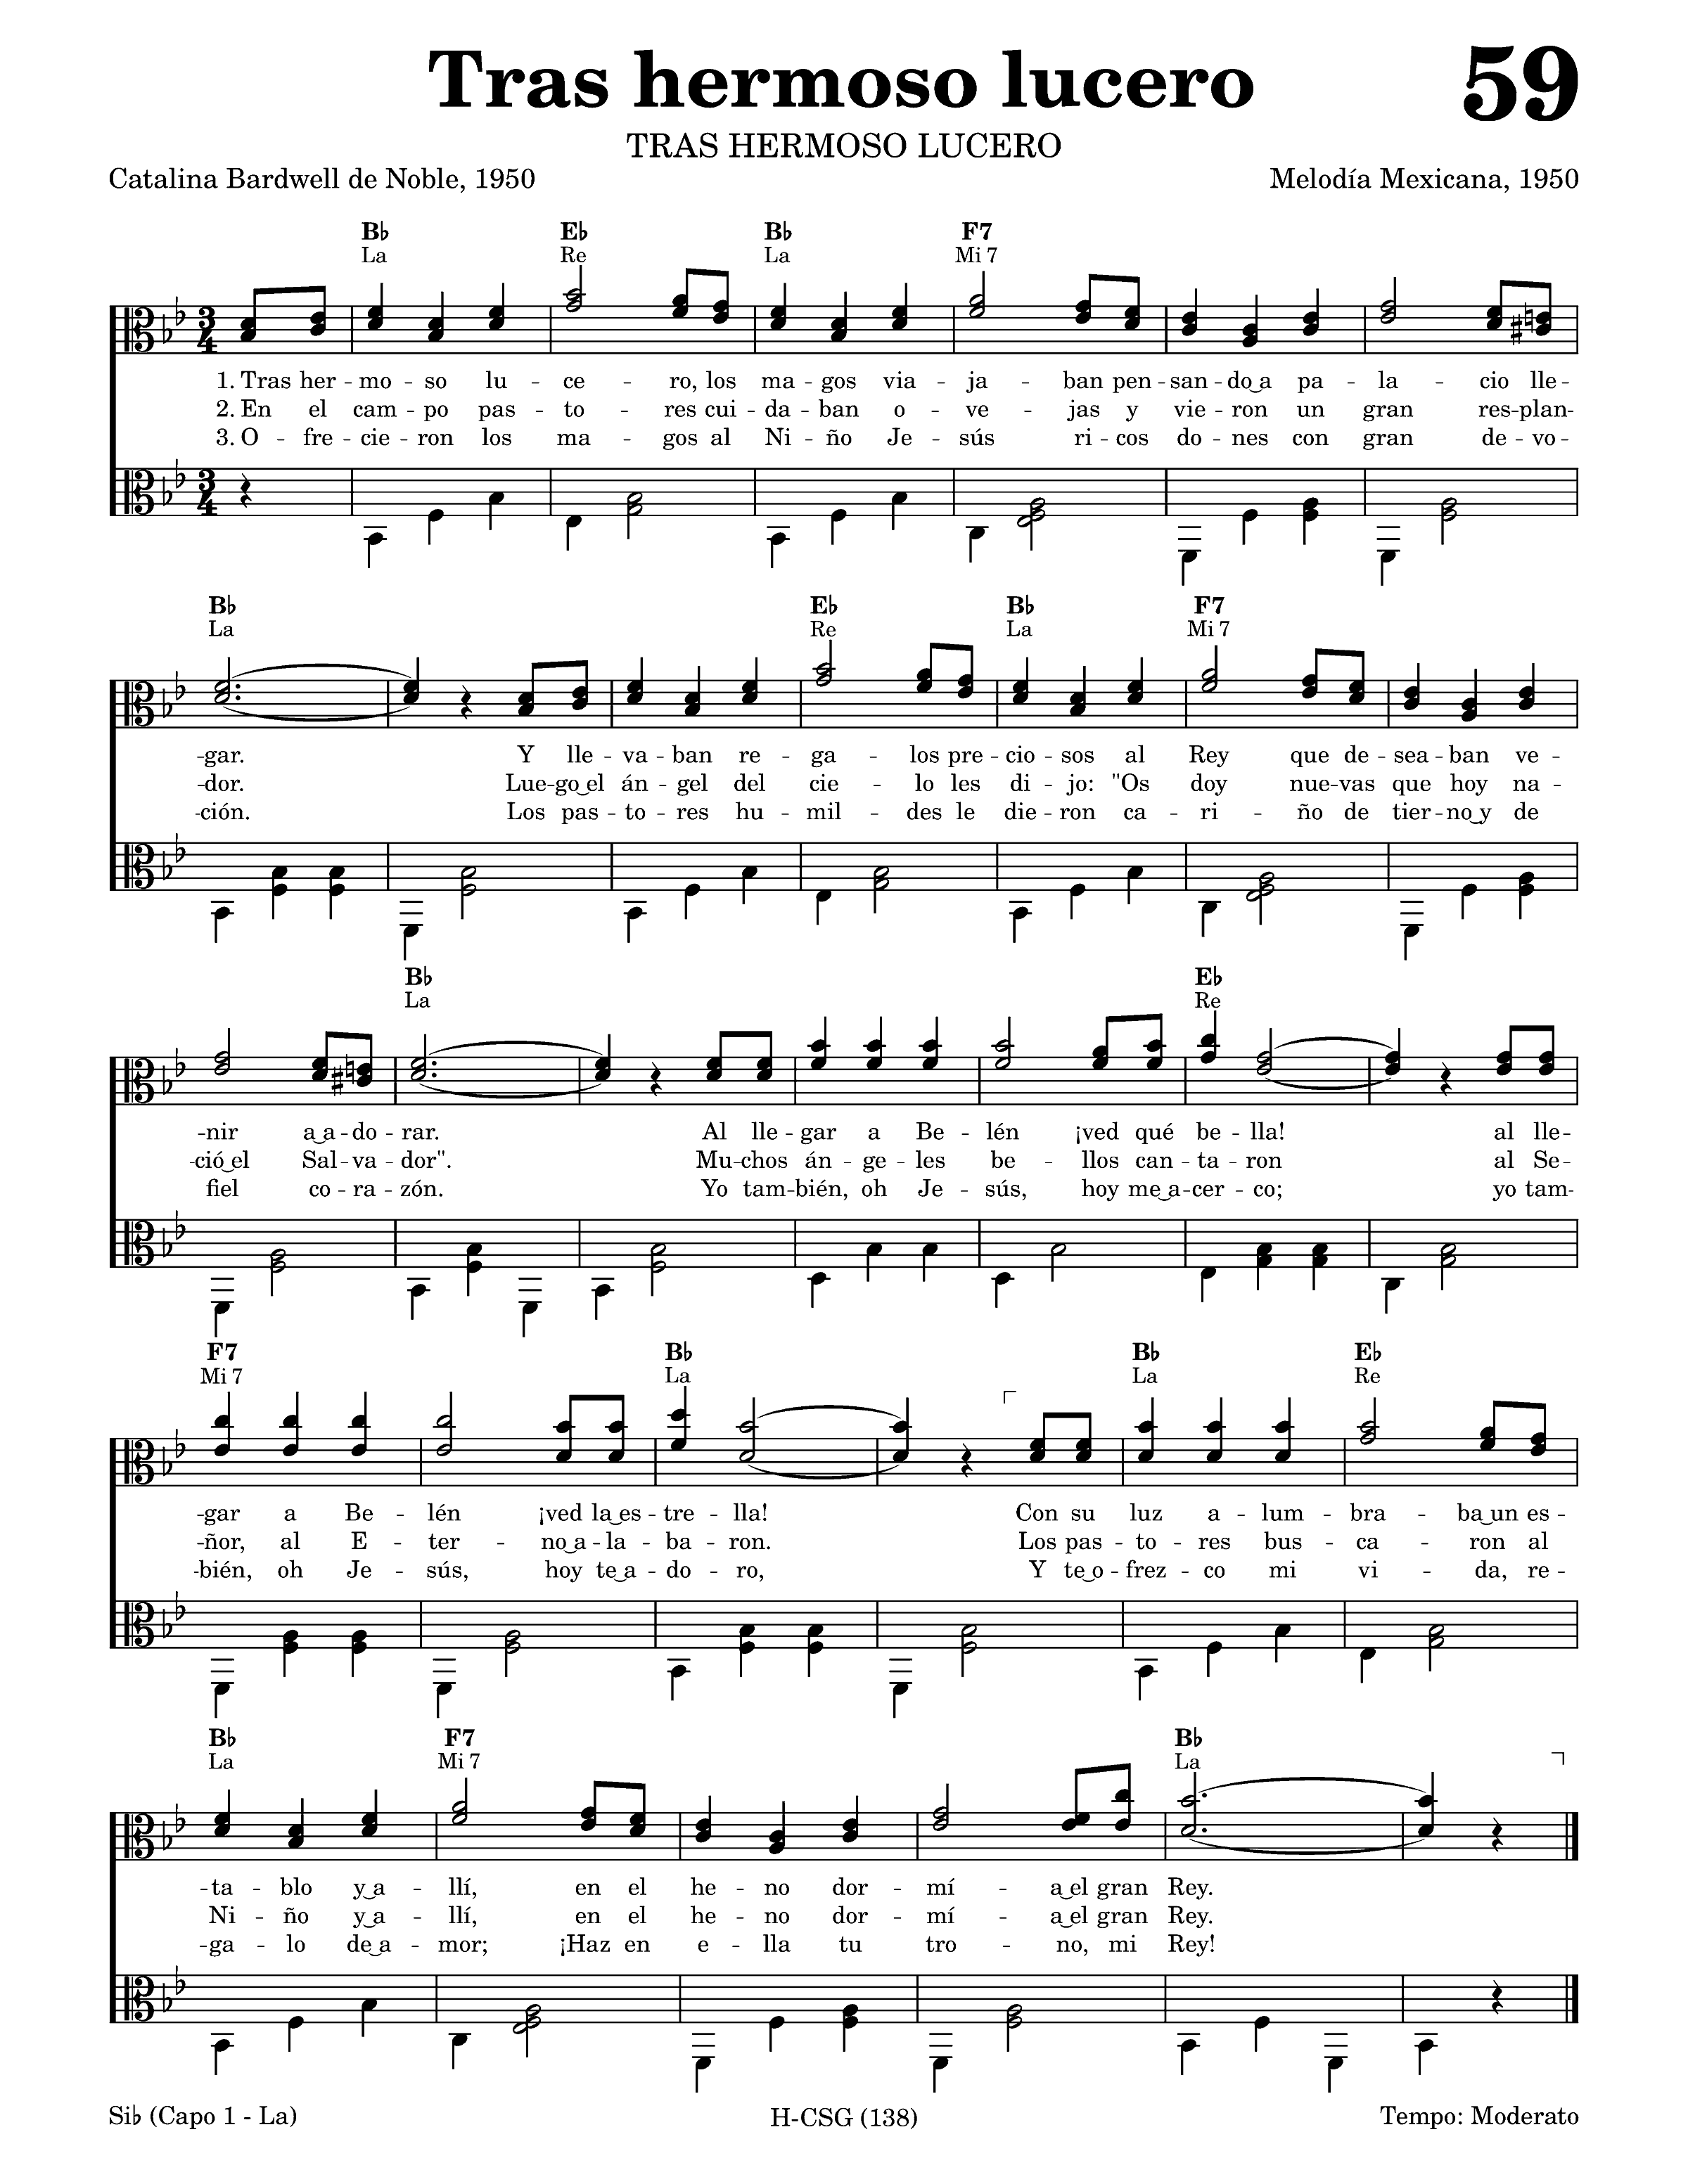 Tras hermoso lucero 59
TRAS HERMOSO LUCERO
Catalina Bardwell de Noble, 1950 Melodía Mexicana, 1950
B♭ E♭ B♭ F7
La Re La Mi 7
3 4
1. Tras her – mo – so lu – ce – ro, los ma – gos via – ja – ban pen – san – do‿a pa – la – cio lle –
2. En el cam – po pas – to – res cui – da – ban o – ve – jas y vie – ron un gran res – plan-
3. O – fre – cie – ron los ma – gos al Ni – ño Je – sús ri – cos do – nes con gran de – vo –
3 4
B♭ E♭ B♭ F7
La Re La Mi 7
-gar. Y lle – va – ban re – ga – los pre – cio – sos al Rey que de – sea – ban ve –
-dor. Lue – go‿el án – gel del cie – lo les di – jo: "Os doy nue – vas que hoy na –
-ción. Los pas – to – res hu – mil – des le die – ron ca – ri – ño de tier – no‿y de
B♭ E♭
La Re
-nir a‿a – do – rar. Al lle – gar a Be – lén ¡ved qué be – lla! al lle –
-ció‿el Sal – va – dor". Mu – chos án – ge – les be – llos can – ta – ron al Se –
fiel co – ra – zón. Yo tam – bién, oh Je – sús, hoy me‿a – cer – co; yo tam-
F7 B♭ B♭ E♭
Mi 7 La La Re
-gar a Be – lén ¡ved la‿es – tre – lla! Con su luz a – lum – bra – ba‿un es –
-ñor, al E – ter – no‿a – la – ba – ron. Los pas – to – res bus – ca – ron al
-bién, oh Je – sús, hoy te‿a – do – ro, Y te‿o – frez – co mi vi – da, re –
B♭ F7 B♭
La Mi 7 La
-ta – blo y‿a – llí, en el he – no dor – mí – a‿el gran Rey.
Ni – ño y‿a – llí, en el he – no dor – mí – a‿el gran Rey.
-ga – lo de‿a – mor; ¡Haz en e – lla tu tro – no, mi Rey!
Si♭ (Capo 1 - La) H-CSG (138) Tempo: Moderato